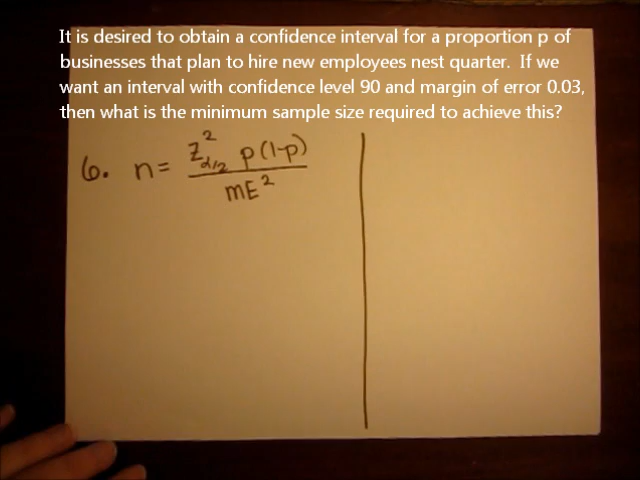 It is desired to obtain a confidence interval for a proportion p of
businesses that plan to hire new employees nest quarter. If we
want an interval with confidence level 90 and margin of error 0.03,
then what is the minimum sample size required to achieve this?
6. n = z²α/2 p(1-p)
mE²